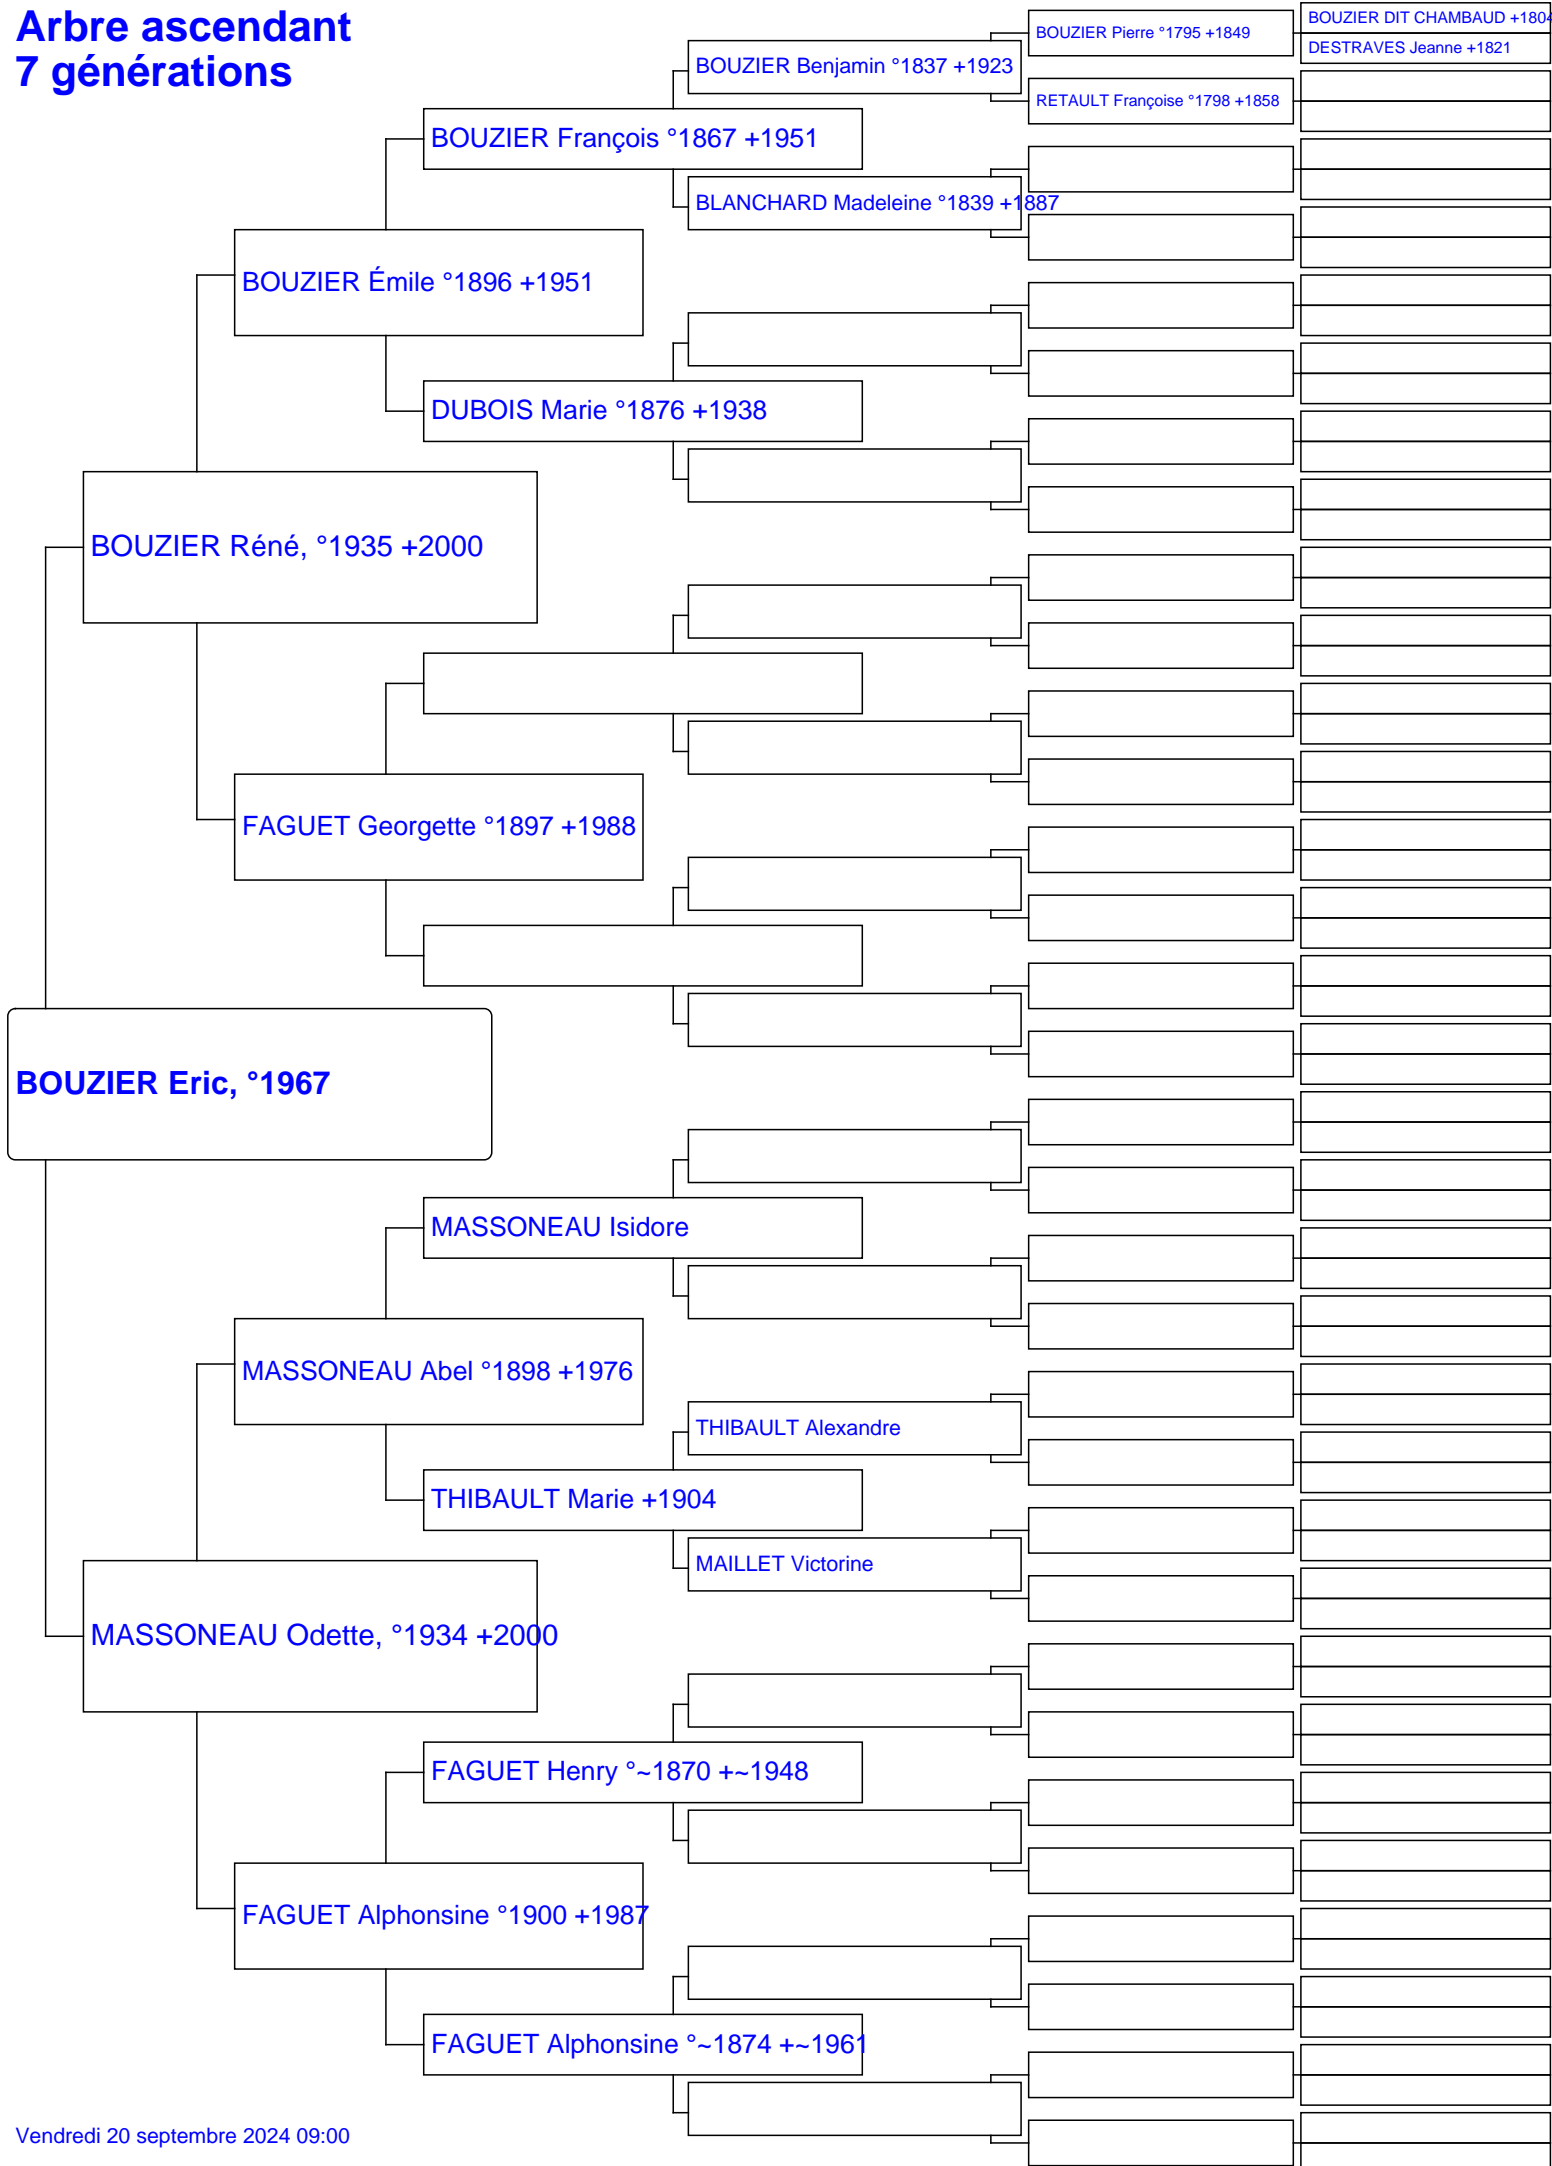 Arbre ascendant
7 générations
BOUZIER DIT CHAMBAUD +1804
DESTRAVES Jeanne +1821
BOUZIER Pierre °1795 +1849
RETAULT Françoise °1798 +1858
BOUZIER Benjamin °1837 +1923
BLANCHARD Madeleine °1839 +1887
BOUZIER François °1867 +1951
DUBOIS Marie °1876 +1938
BOUZIER Émile °1896 +1951
BOUZIER Réné, °1935 +2000
FAGUET Georgette °1897 +1988
BOUZIER Eric, °1967
MASSONEAU Isidore
MASSONEAU Abel °1898 +1976
THIBAULT Alexandre
THIBAULT Marie +1904
MAILLET Victorine
MASSONEAU Odette, °1934 +2000
FAGUET Henry °~1870 +~1948
FAGUET Alphonsine °1900 +1987
FAGUET Alphonsine °~1874 +~1961
Vendredi 20 septembre 2024 09:00